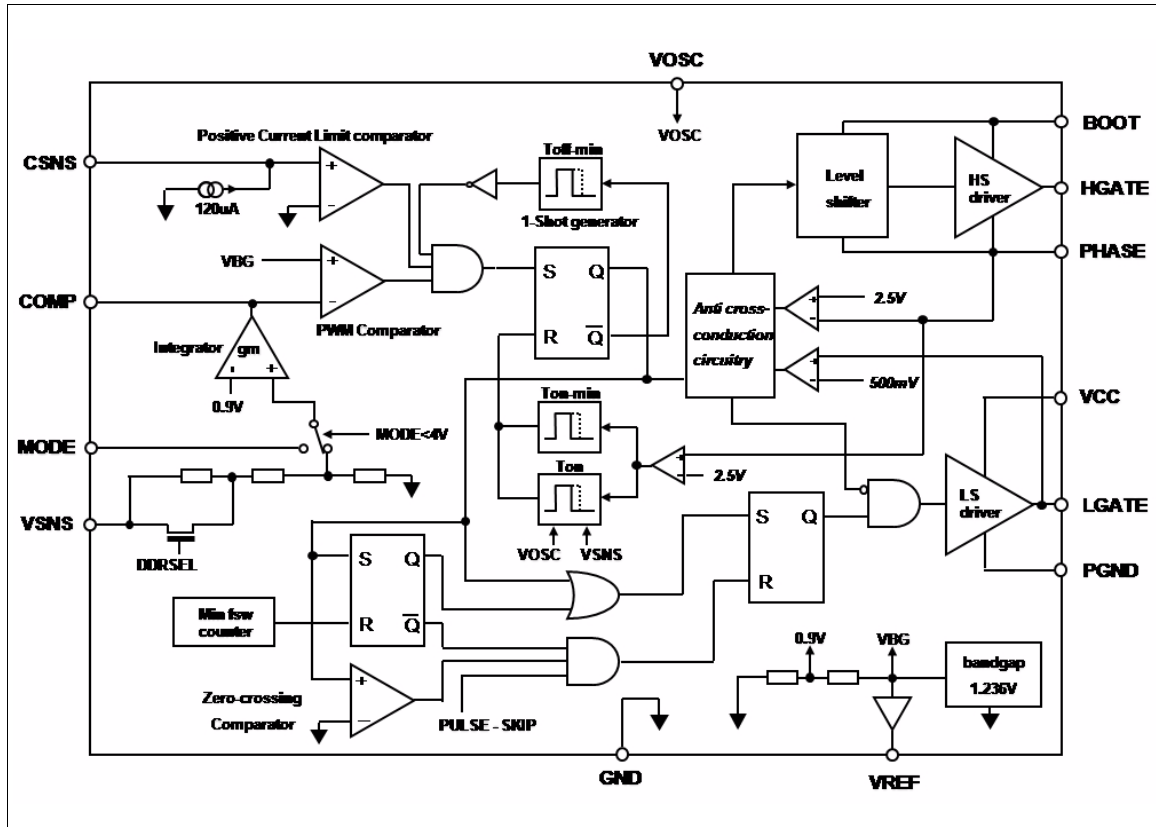 VOSC
VOSC
BOOT
Positive Current Limit comparator
CSNS
Toff-min
120uA
1-Shot generator
Level
shifter
HS
driver
HGATE
PHASE
VBG
S
Q
COMP
PWM Comparator
R
Q
Anti cross-
conduction
circuitry
+
-
2.5V
+
-
500mV
Integrator
gm
0.9V
VCC
MODE
MODE<4V
Ton-min
Ton
2.5V
VSNS
DDRSEL
VOSC
VSNS
S
Q
R
LS
driver
LGATE
PGND
Min fsw
counter
S
Q
R
Q
Zero-crossing
Comparator
PULSE - SKIP
0.9V
VBG
bandgap
1.236V
GND
VREF